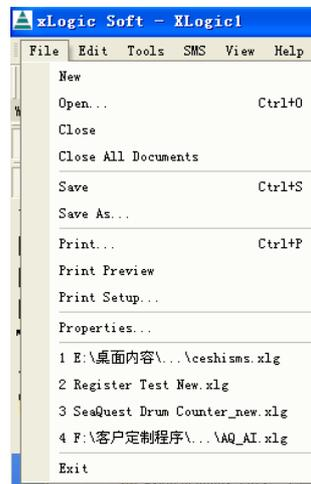 xLogic Soft - XLogic1
File Edit Tools SMS View Help
New
Open... Ctrl+O
Close
Close All Documents
Save Ctrl+S
Save As...
Print... Ctrl+P
Print Preview
Print Setup...
Properties...
1 E:\桌面内容\...\ceshisms.xlg
2 Register Test New.xlg
3 SeaQuest Drum Counter_new.xlg
4 F:\客户定制程序\...\AQ_AI.xlg
Exit